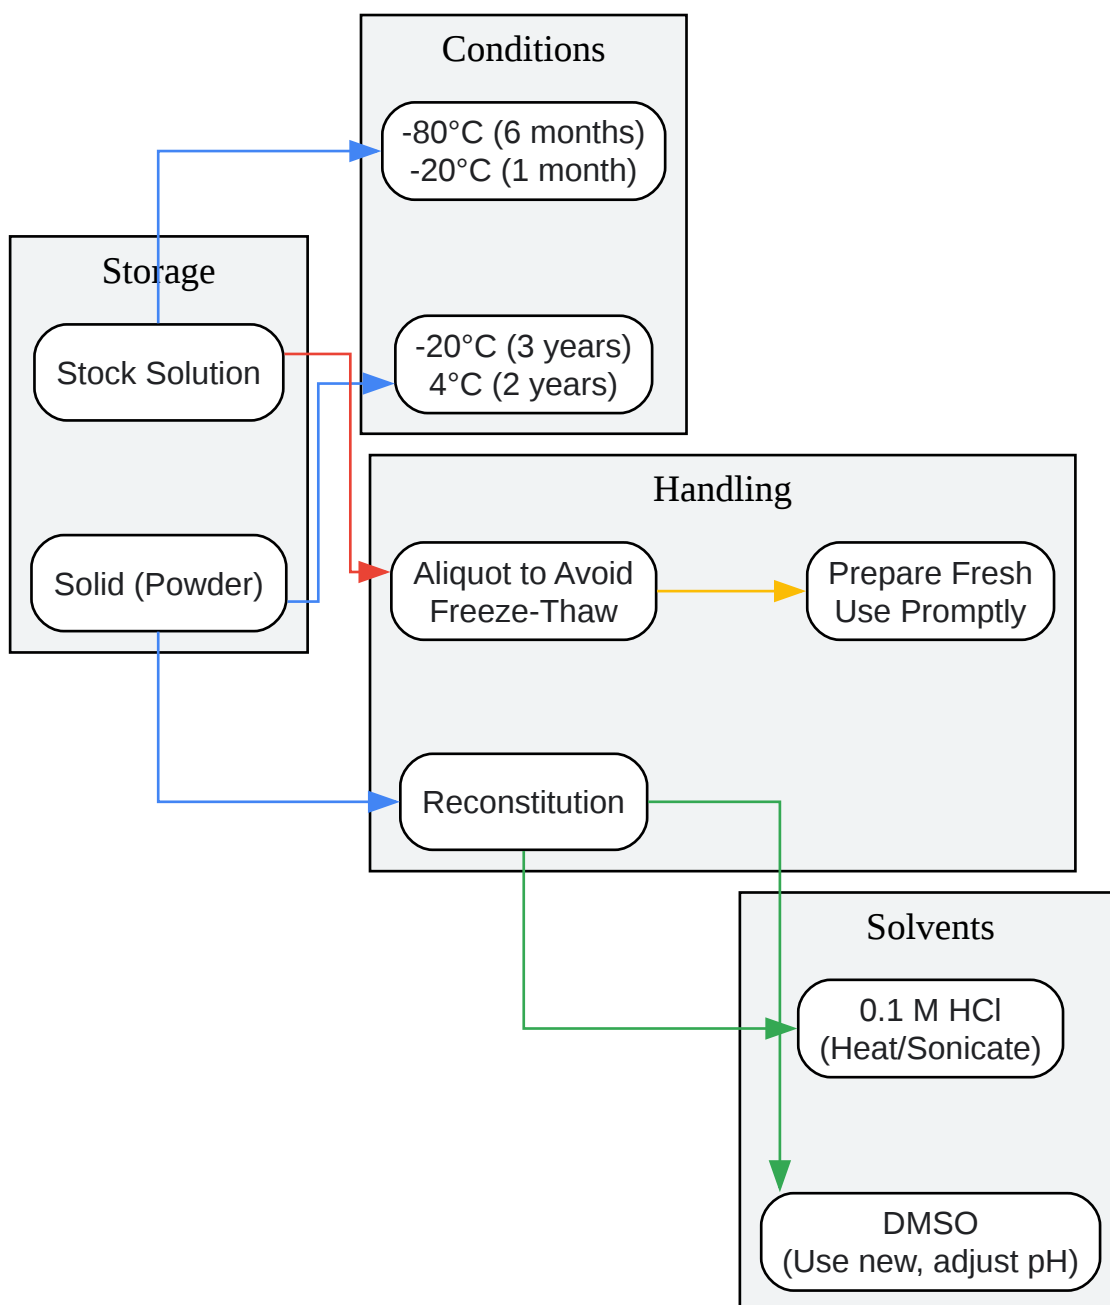 Conditions
-80°C (6 months)
-20°C (1 month)
Storage
Stock Solution
-20°C (3 years)
4°C (2 years)
Handling
Solid (Powder)
Aliquot to Avoid
Freeze-Thaw
Prepare Fresh
Use Promptly
Reconstitution
Solvents
0.1 M HCl
(Heat/Sonicate)
DMSO
(Use new, adjust pH)